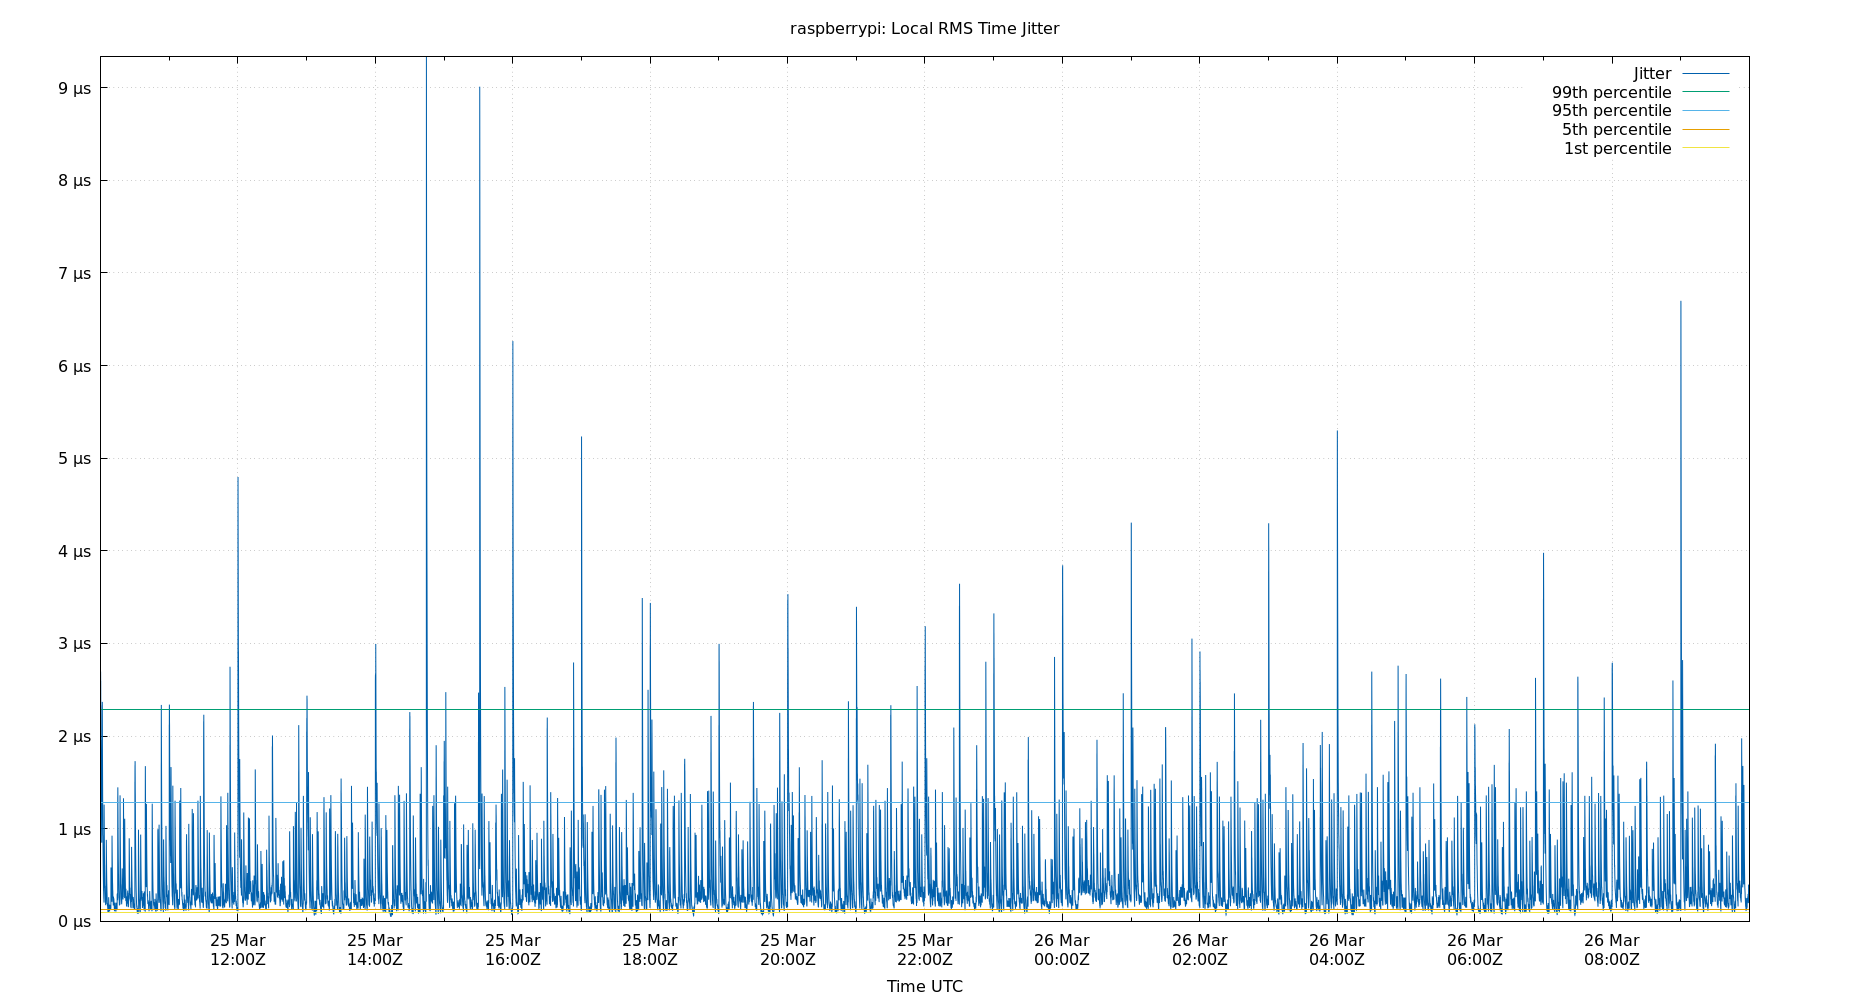 raspberrypi: Local RMS Time Jitter
Jitter
99th percentile
95th percentile
5th percentile
1st percentile
9 µs
8 µs
7 µs
6 µs
5 µs
4 µs
3 µs
2 µs
1 µs
0 µs
25 Mar 25 Mar 25 Mar 25 Mar 25 Mar 25 Mar 26 Mar 26 Mar 26 Mar 26 Mar 26 Mar
12:00Z 14:00Z 16:00Z 18:00Z 20:00Z 22:00Z 00:00Z 02:00Z 04:00Z 06:00Z 08:00Z
Time UTC